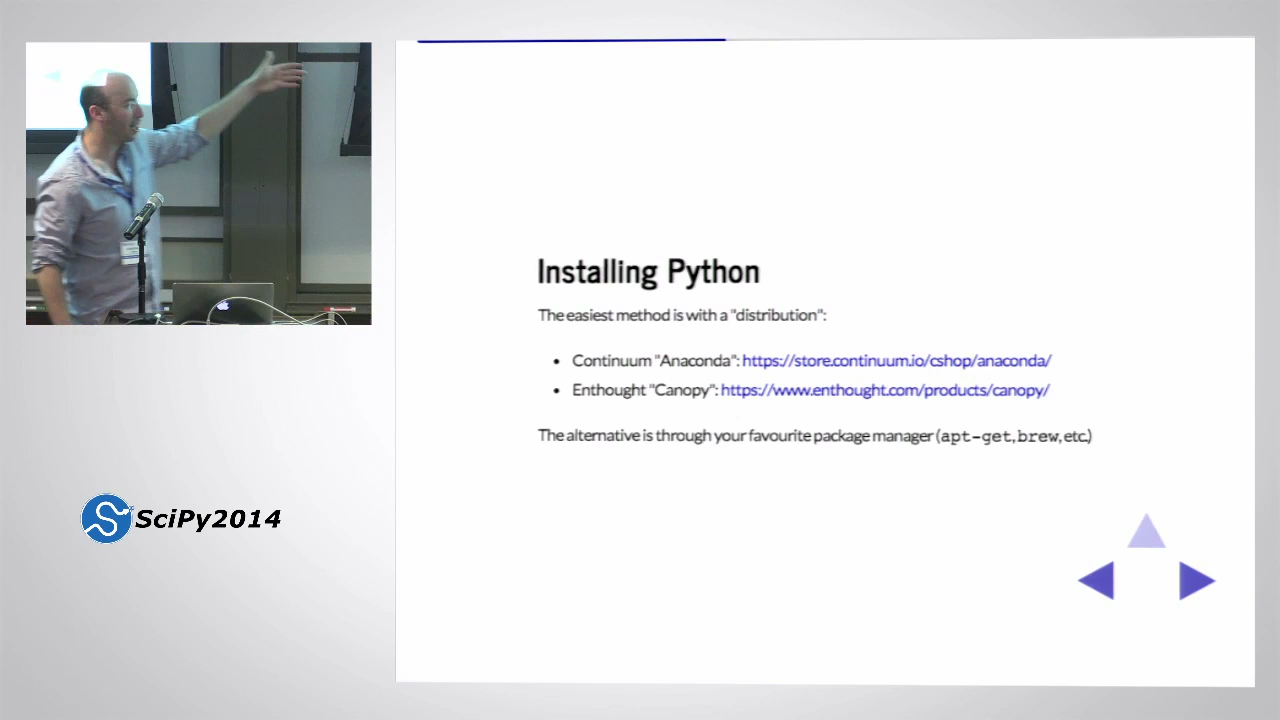 Installing Python
The easiest method is with a "distribution":
• Continuum "Anaconda": https://store.continuum.io/cshop/anaconda/
• Enthought "Canopy": https://www.enthought.com/products/canopy/
The alternative is through your favourite package manager (apt-get, brew, etc.)
SciPy2014